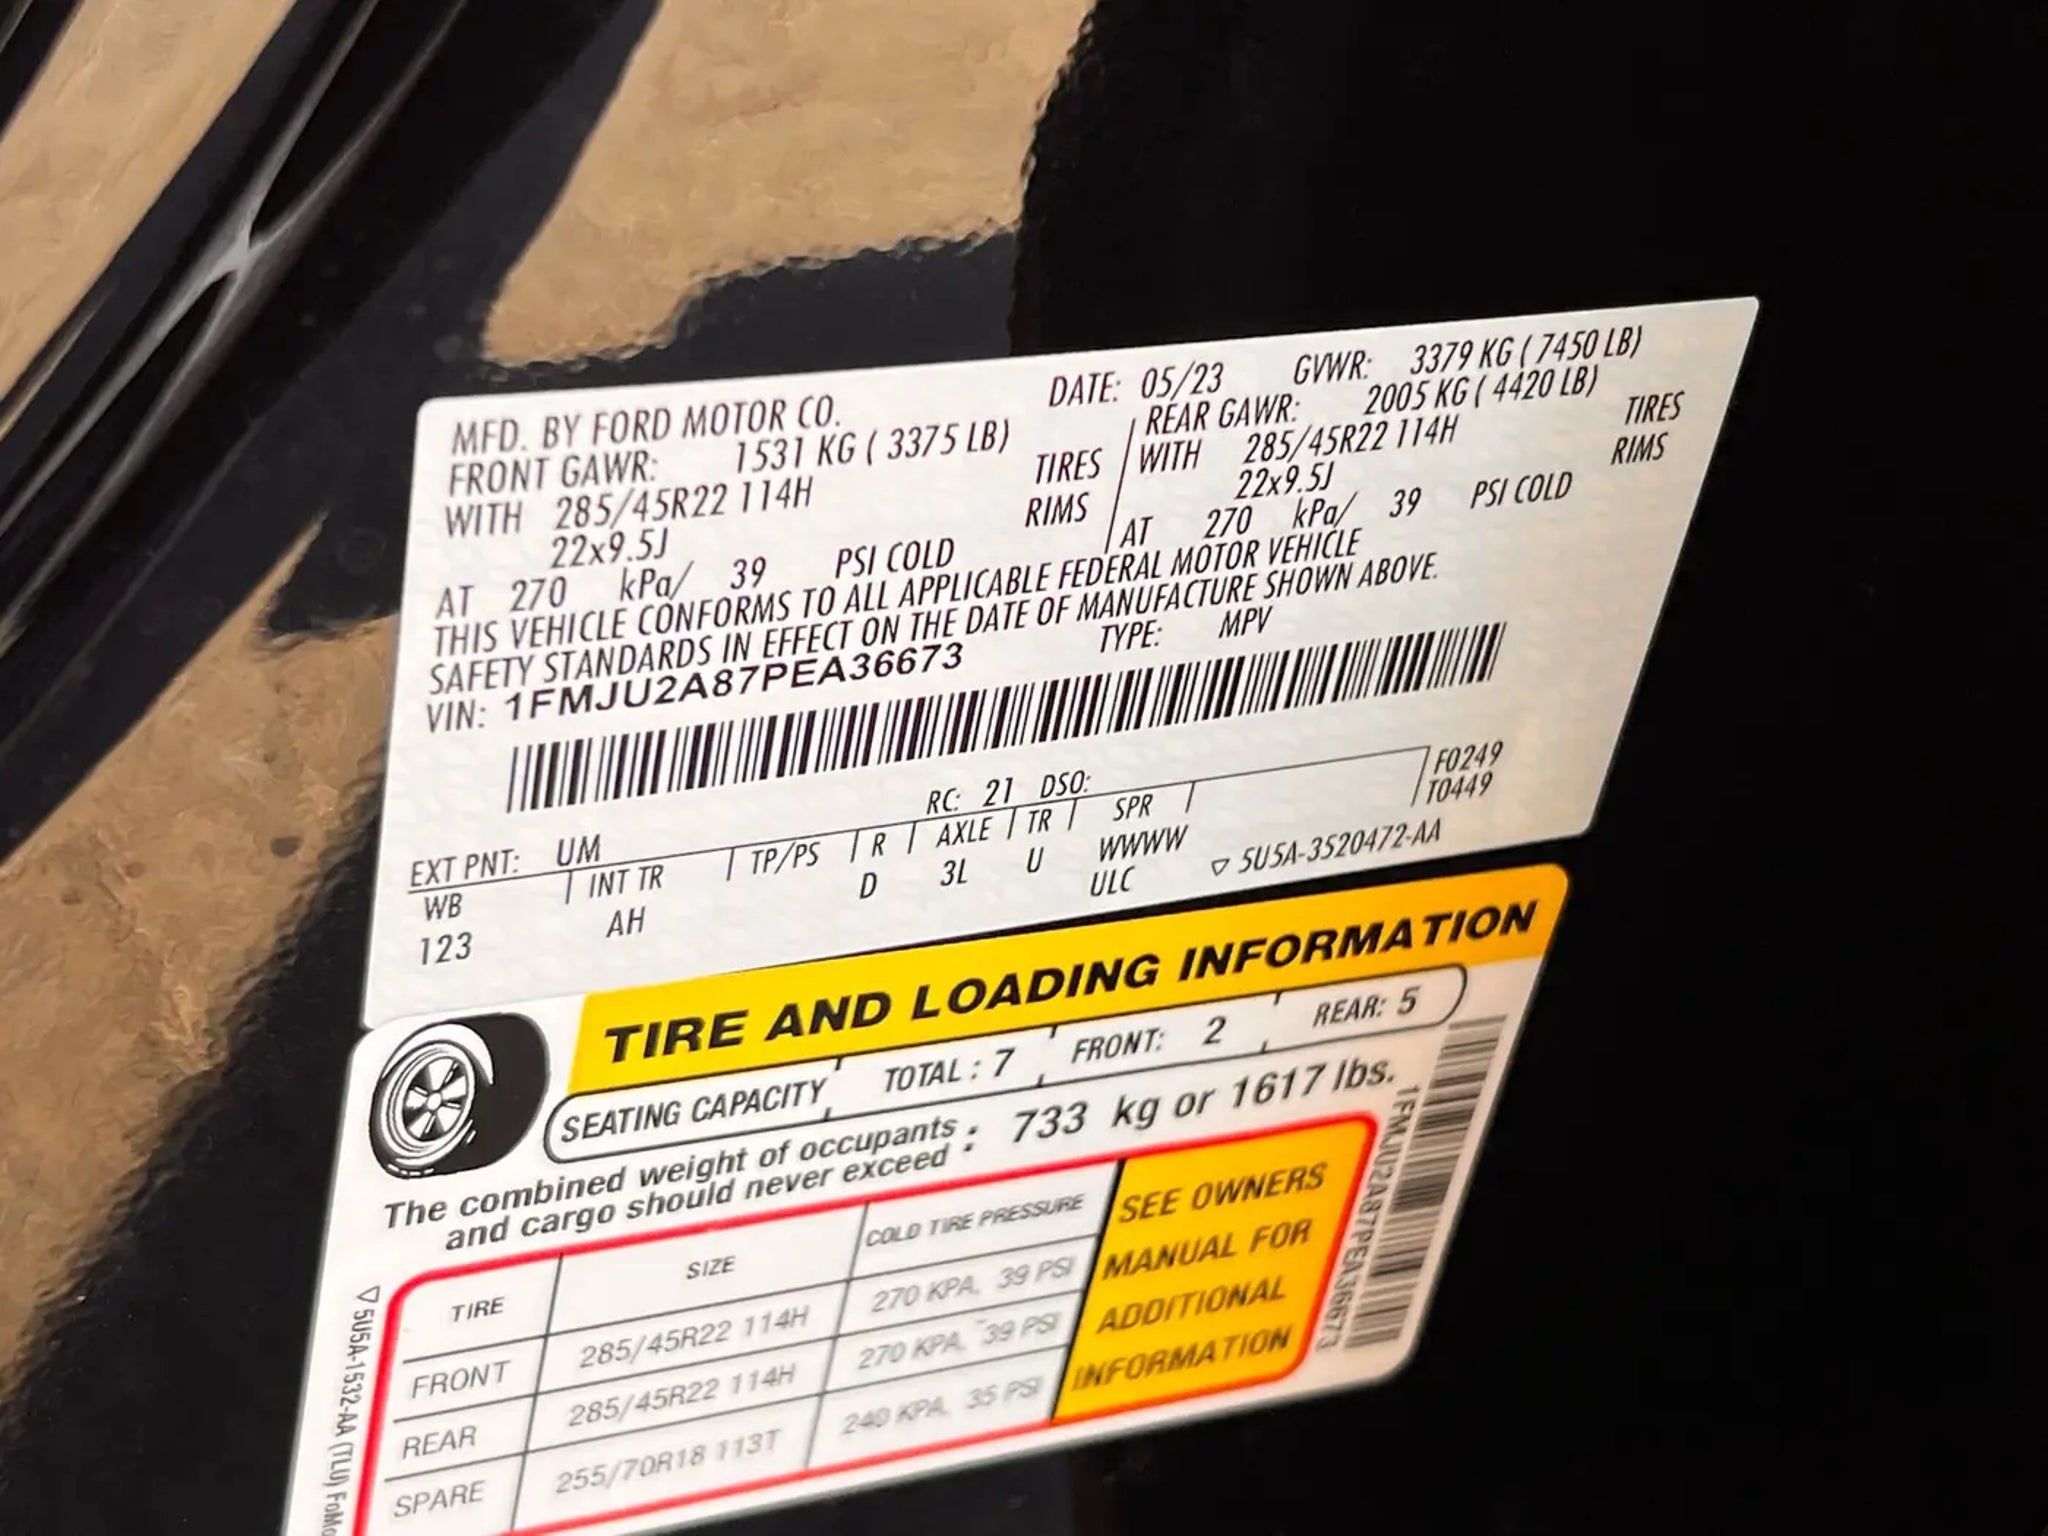 MFD. BY FORD MOTOR CO.
DATE: 05/23 GVWR: 3379 KG ( 7450 LB)
FRONT GAWR: 1531 KG ( 3375 LB)
WITH 285/45R22 114H TIRES
22x9.5J RIMS
AT 270 kPa/ 39 PSI COLD
REAR GAWR: 2005 KG ( 4420 LB)
WITH 285/45R22 114H TIRES
22x9.5J RIMS
AT 270 kPa/ 39 PSI COLD
THIS VEHICLE CONFORMS TO ALL APPLICABLE FEDERAL MOTOR VEHICLE
SAFETY STANDARDS IN EFFECT ON THE DATE OF MANUFACTURE SHOWN ABOVE.
VIN: 1FMJU2A87PEA36673 TYPE: MPV
EXT PNT: UM RC: 21 DSO: F0249
T0449
WB INT TR TP/PS R AXLE TR SPR
123 AH D 3L U WWWW
ULC
▽ 5U5A-3520472-AA
TIRE AND LOADING INFORMATION
SEATING CAPACITY TOTAL : 7 FRONT: 2 REAR: 5
The combined weight of occupants
and cargo should never exceed : 733 kg or 1617 lbs.
TIRE SIZE COLD TIRE PRESSURE
FRONT 285/45R22 114H 270 KPA, 39 PSI
REAR 285/45R22 114H 270 KPA, 39 PSI
SPARE 255/70R18 113T 240 KPA, 35 PSI
SEE OWNERS
MANUAL FOR
ADDITIONAL
INFORMATION
1FMJU2A87PEA36673
▽ 5U5A-1532-AA (TLU) FoMo